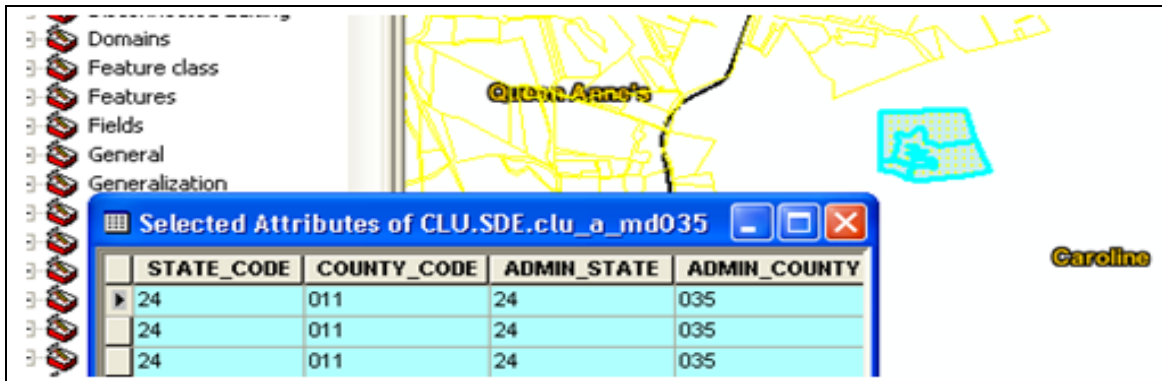 Domains
Feature class
Features
Fields
General
Generalization
Queen Anne's
Caroline
Selected Attributes of CLU.SDE.clu_a_md035
STATE_CODE COUNTY_CODE ADMIN_STATE ADMIN_COUNTY
24 011 24 035
24 011 24 035
24 011 24 035